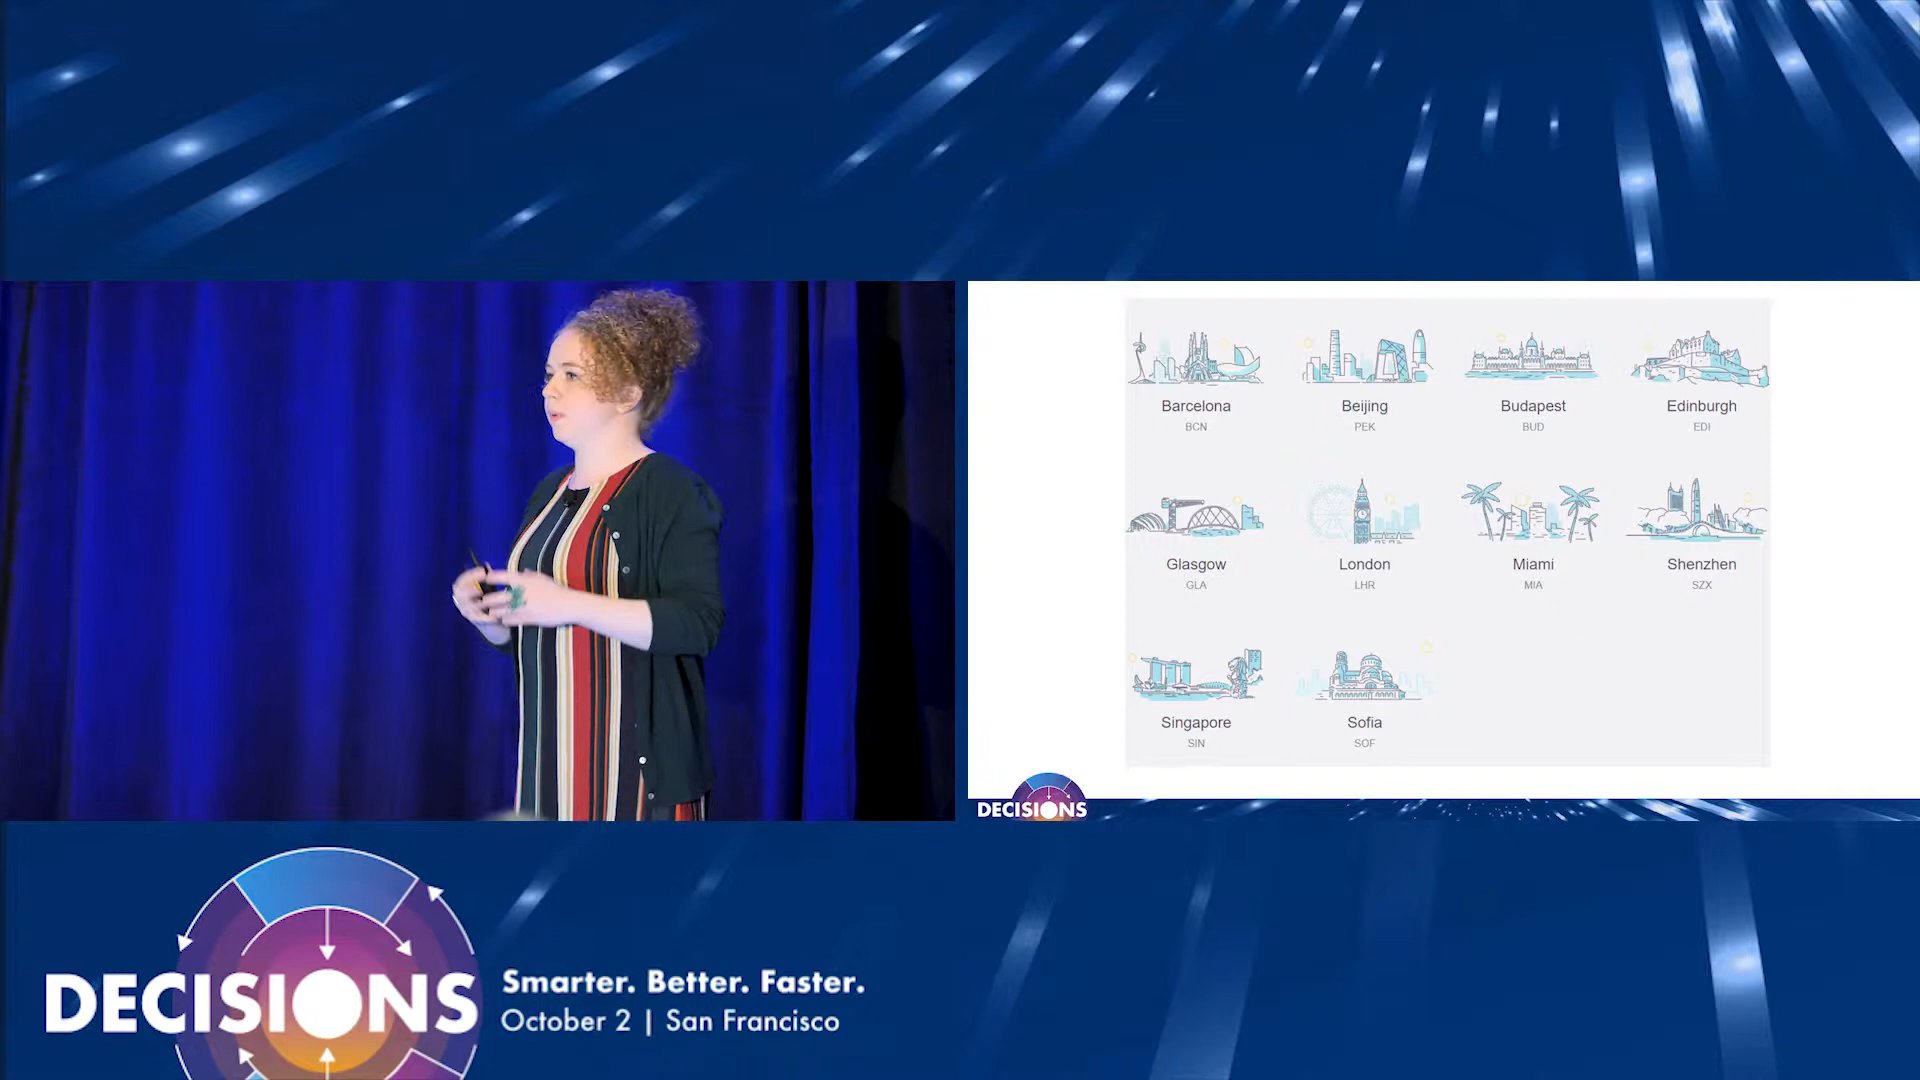 Barcelona
BCN
Beijing
PEK
Budapest
BUD
Edinburgh
EDI
Glasgow
GLA
London
LHR
Miami
MIA
Shenzhen
SZX
Singapore
SIN
Sofia
SOF
DECISIONS
DECISIONS
Smarter. Better. Faster.
October 2 | San Francisco